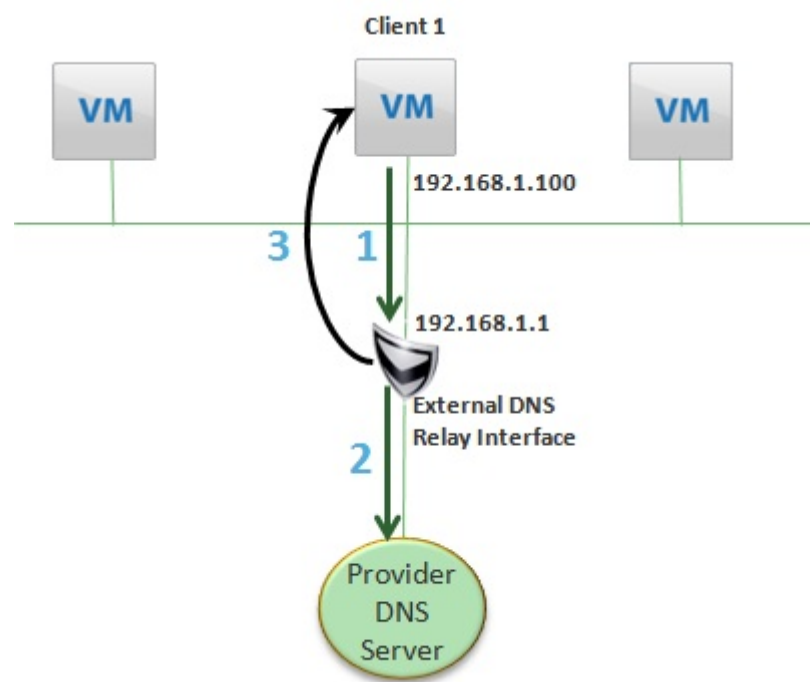 Client 1
VM
VM
VM
192.168.1.100
3
1
192.168.1.1
External DNS
Relay Interface
2
Provider
DNS
Server